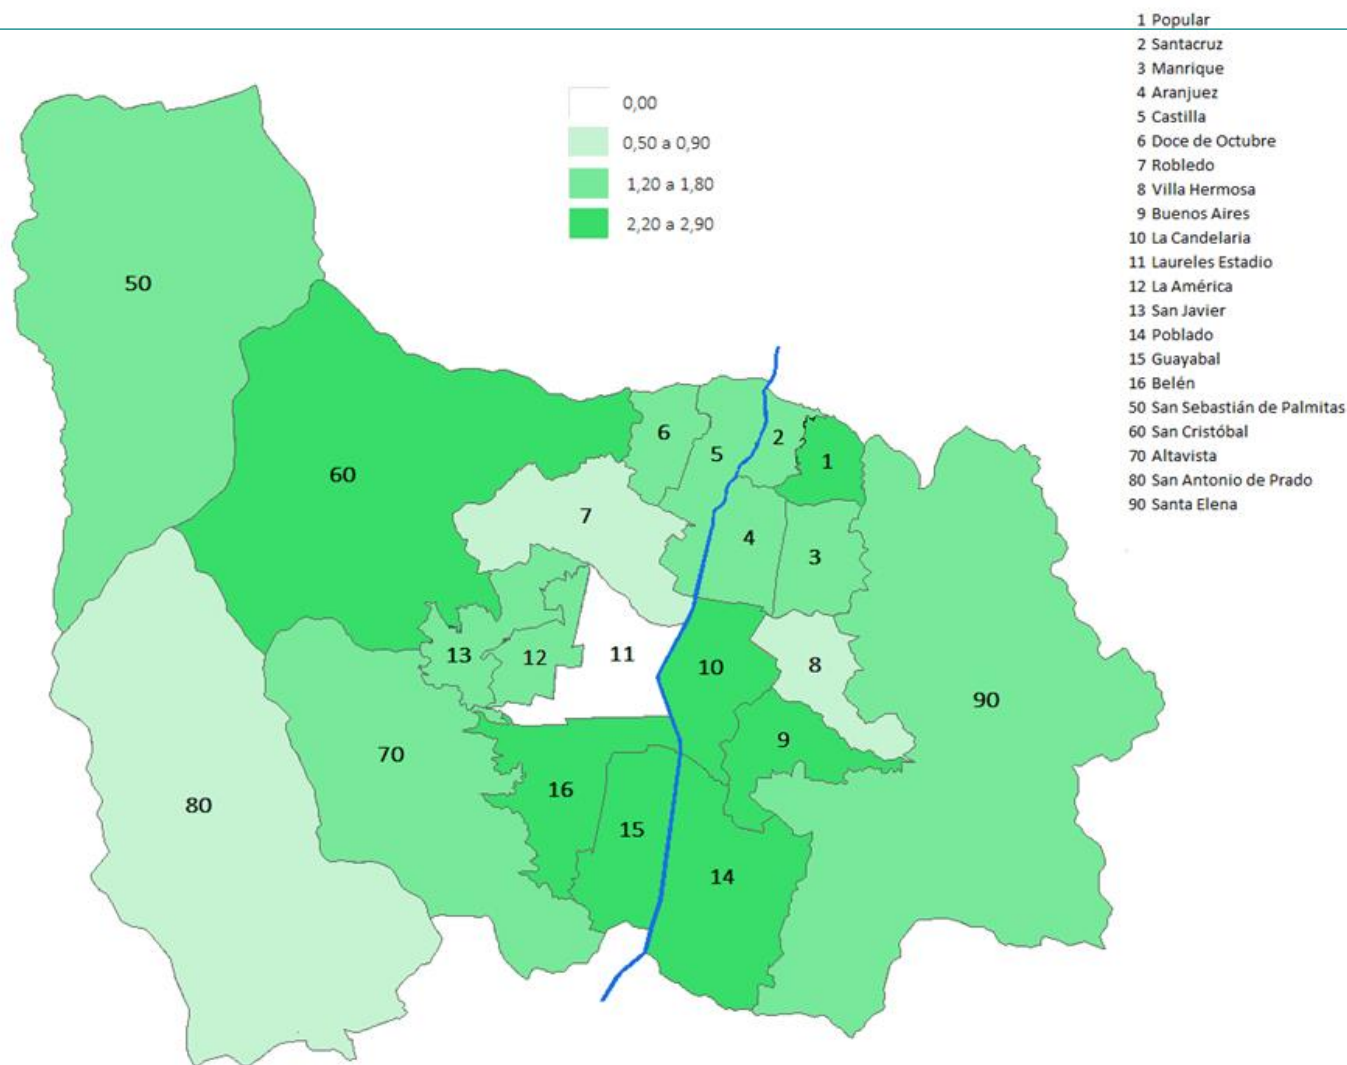 1 Popular
2 Santacruz
3 Manrique
4 Aranjuez
5 Castilla
6 Doce de Octubre
7 Robledo
8 Villa Hermosa
9 Buenos Aires
10 La Candelaria
11 Laureles Estadio
12 La América
13 San Javier
14 Poblado
15 Guayabal
16 Belén
50 San Sebastián de Palmitas
60 San Cristóbal
70 Altavista
80 San Antonio de Prado
90 Santa Elena
0,00
0,50 a 0,90
1,20 a 1,80
2,20 a 2,90
50
60
6
5
2
1
7
4
3
13
12
11
10
8
90
70
9
80
16
15
14